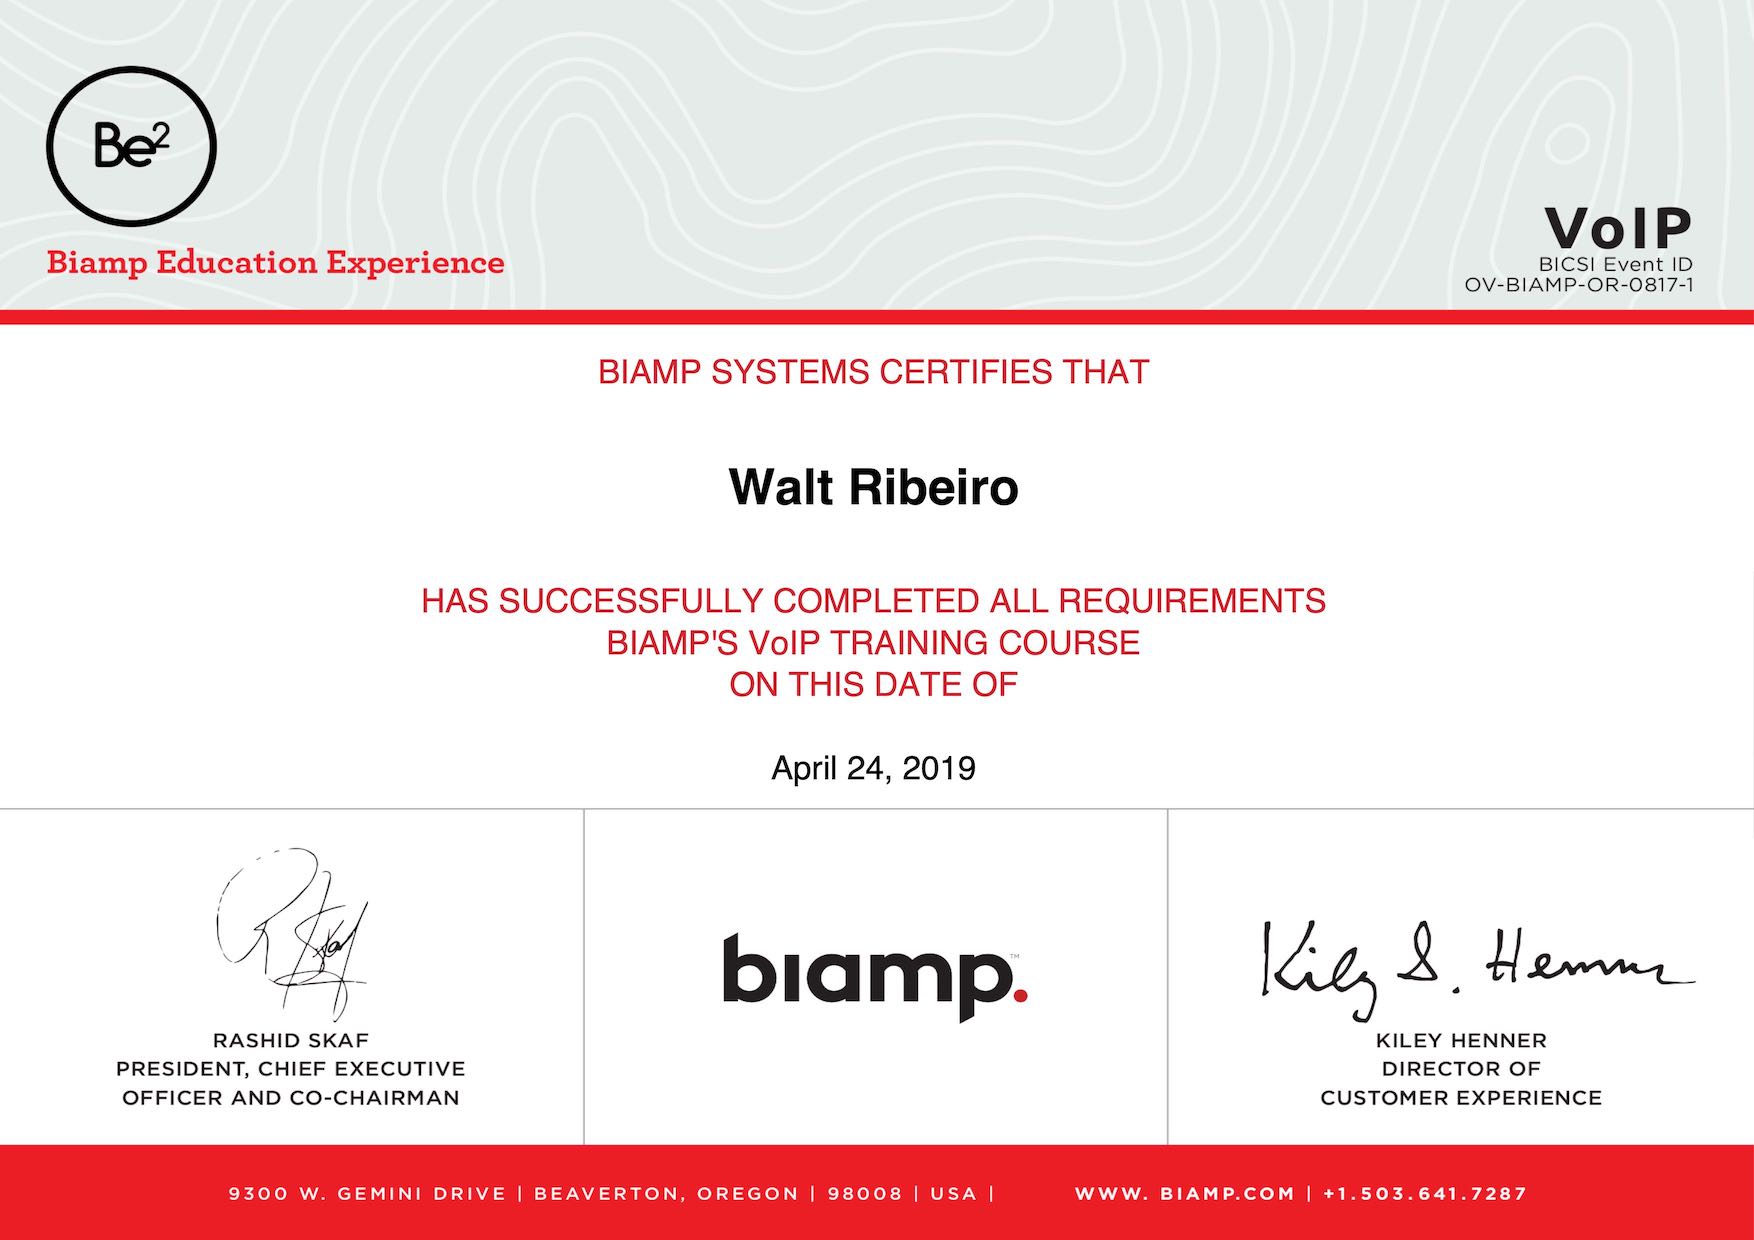 Be²
Biamp Education Experience
VoIP
BICSI Event ID
OV-BIAMP-OR-0817-1
BIAMP SYSTEMS CERTIFIES THAT
Walt Ribeiro
HAS SUCCESSFULLY COMPLETED ALL REQUIREMENTS
BIAMP'S VoIP TRAINING COURSE
ON THIS DATE OF
April 24, 2019
RASHID SKAF
PRESIDENT, CHIEF EXECUTIVE
OFFICER AND CO-CHAIRMAN
biamp.™
Kiley S. Henner
KILEY HENNER
DIRECTOR OF
CUSTOMER EXPERIENCE
9300 W. GEMINI DRIVE | BEAVERTON, OREGON | 98008 | USA | WWW. BIAMP.COM | +1.503.641.7287